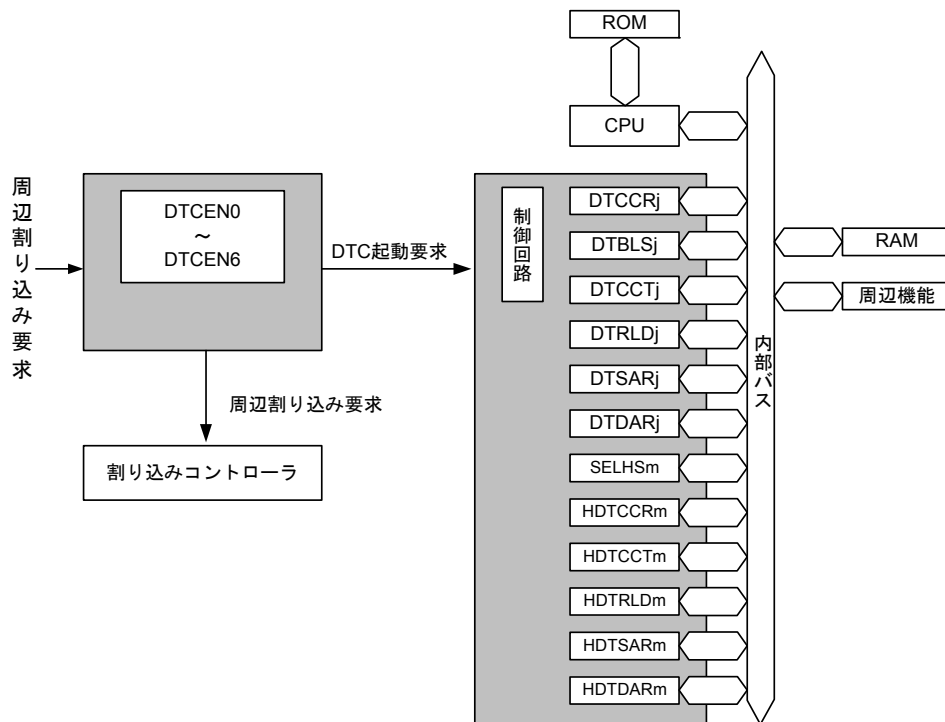 ROM
CPU
周辺割り込み要求
DTCEN0
～
DTCEN6
DTC起動要求
周辺割り込み要求
割り込みコントローラ
制御回路
DTCCRj
DTBLSj
DTCCTj
DTRLDj
DTSARj
DTDARj
SELHSm
HDTCCRm
HDTCCTm
HDTRLDm
HDTSARm
HDTDARm
内部バス
RAM
周辺機能